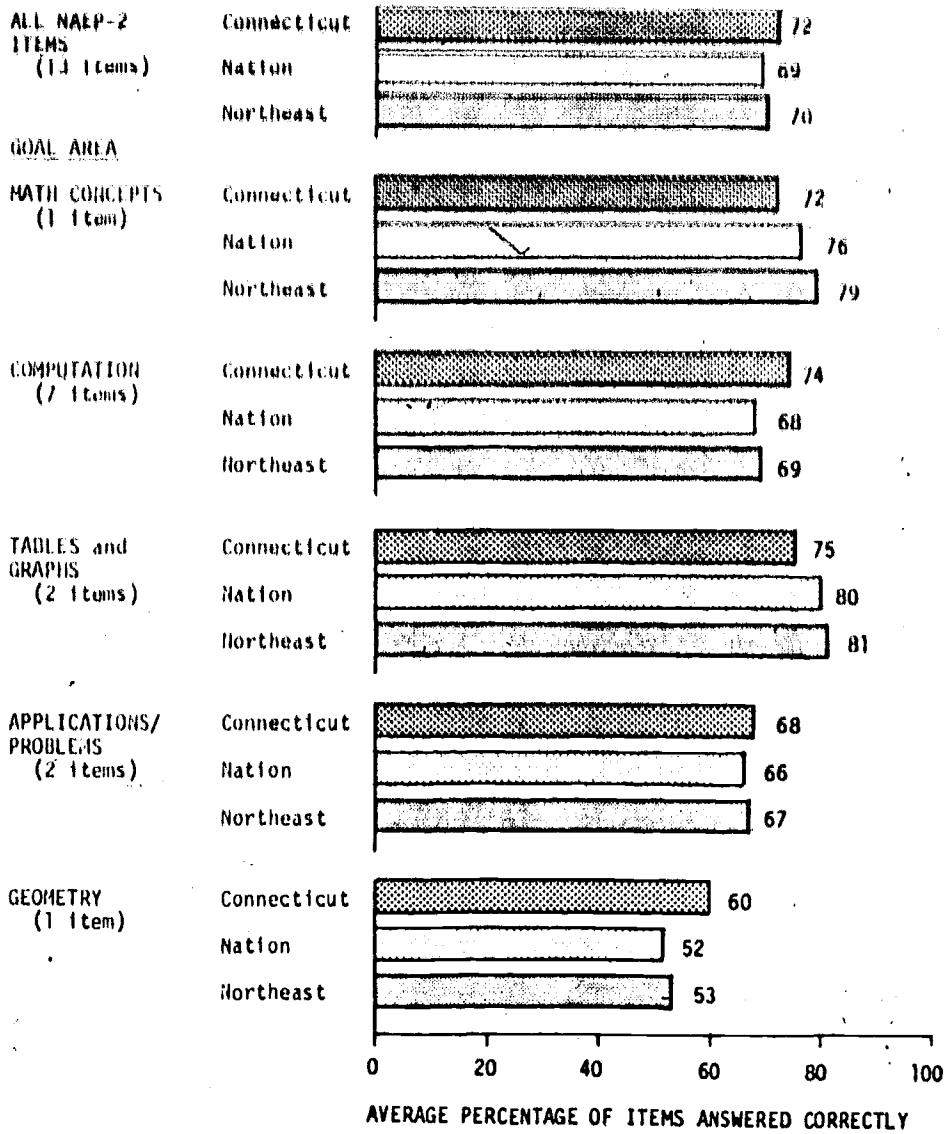 ALL NAEP-2
ITEMS
(13 items)
Connecticut 72
Nation 69
Northeast 70
GOAL AREA
MATH CONCEPTS
(1 item)
Connecticut 72
Nation 76
Northeast 79
COMPUTATION
(7 items)
Connecticut 74
Nation 68
Northeast 69
TABLES and
GRAPHS
(2 items)
Connecticut 75
Nation 80
Northeast 81
APPLICATIONS/
PROBLEMS
(2 items)
Connecticut 68
Nation 66
Northeast 67
GEOMETRY
(1 item)
Connecticut 60
Nation 52
Northeast 53
0 20 40 60 80 100
AVERAGE PERCENTAGE OF ITEMS ANSWERED CORRECTLY